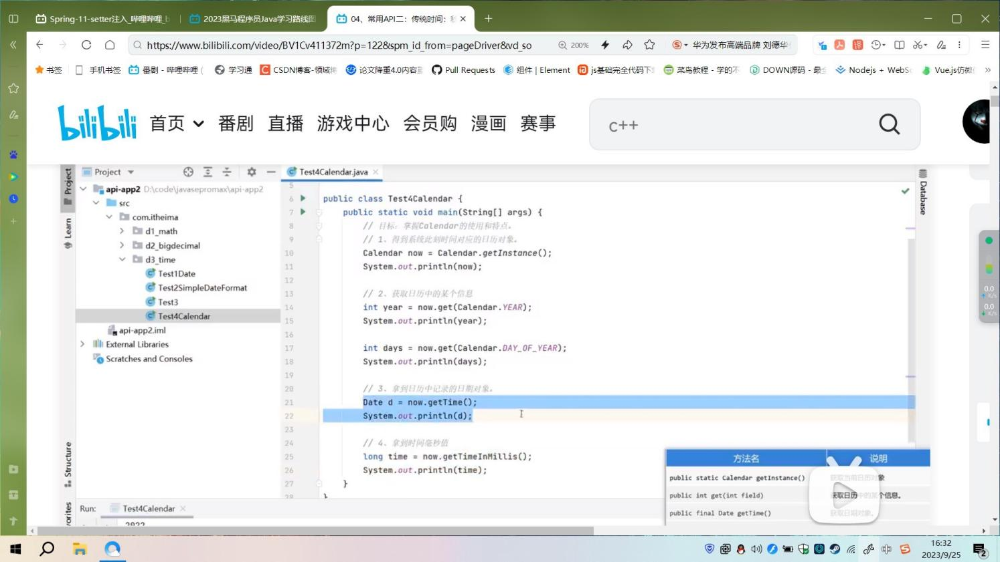 Spring-11-setter注入_哔哩哔哩_b
2023黑马程序员Java学习路线图
04、常用API二：传统时间：
https://www.bilibili.com/video/BV1Cv411372m?p=122&spm_id_from=pageDriver&vd_so
200%
华为发布高端品牌 刘德华
书签
手机书签
番剧 - 哔哩哔哩 (
学习通
CSDN博客-领域
论文降重4.0内容
Pull Requests
组件 | Element
js基础完全代码下
菜鸟教程 - 学的不
DOWN源码 - 最
Nodejs + WebS
Vue.js仿微
bilibili
首页
番剧
直播
游戏中心
会员购
漫画
赛事
c++
Project
Project
Test4Calendar.java
Database
Learn
Structure
api-app2 D:\code\javasepromax\api-app2
src
com.itheima
d1_math
d2_bigdecimal
d3_time
Test1Date
Test2SimpleDateFormat
Test3
Test4Calendar
api-app2.iml
External Libraries
Scratches and Consoles
5
6 public class Test4Calendar {
7 public static void main(String[] args) {
8 // 目标：掌握Calendar的使用和特点。
9 // 1、得到系统此刻时间对应的日历对象。
10 Calendar now = Calendar.getInstance();
11 System.out.println(now);
12
13 // 2、获取日历中的某个信息
14 int year = now.get(Calendar.YEAR);
15 System.out.println(year);
16
17 int days = now.get(Calendar.DAY_OF_YEAR);
18 System.out.println(days);
19
20 // 3、拿到日历中记录的日期对象。
21 Date d = now.getTime();
22 System.out.println(d);
23
24 // 4、拿到时间毫秒值
25 long time = now.getTimeInMillis();
26 System.out.println(time);
27 }
28 }
方法名 说明
public static Calendar getInstance() 获取当前日历对象
public int get(int field) 获取日历中的某个信息。
public final Date getTime() 获取日期对象。
vorites
Run: Test4Calendar
2022
0.0
K/s
0.0
K/s
中
16:32
2023/9/25
2